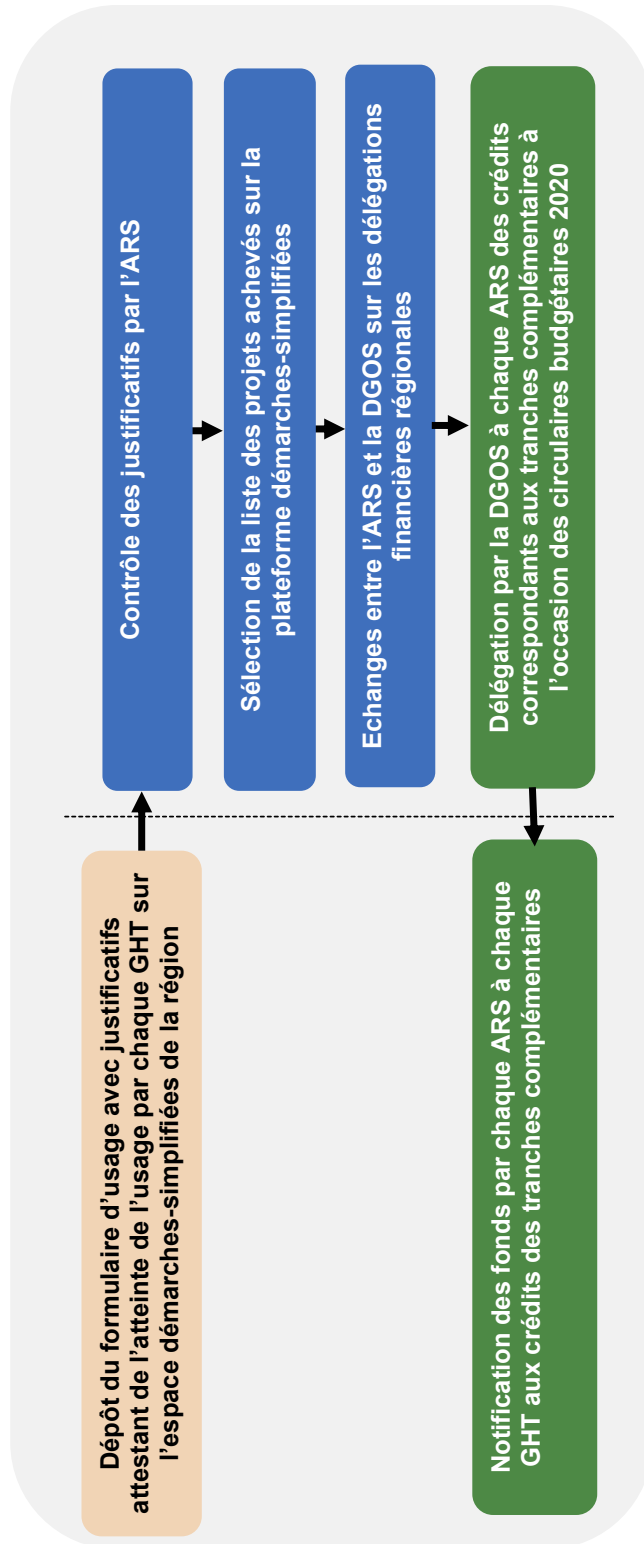 Dépôt du formulaire d'usage avec justificatifs
attestant de l'atteinte de l'usage par chaque GHT sur
l'espace démarches-simplifiées de la région
Contrôle des justificatifs par l'ARS
Sélection de la liste des projets achevés sur la
plateforme démarches-simplifiées
Echanges entre l'ARS et la DGOS sur les délégations
financières régionales
Délégation par la DGOS à chaque ARS des crédits
correspondants aux tranches complémentaires à
l'occasion des circulaires budgétaires 2020
Notification des fonds par chaque ARS à chaque
GHT aux crédits des tranches complémentaires